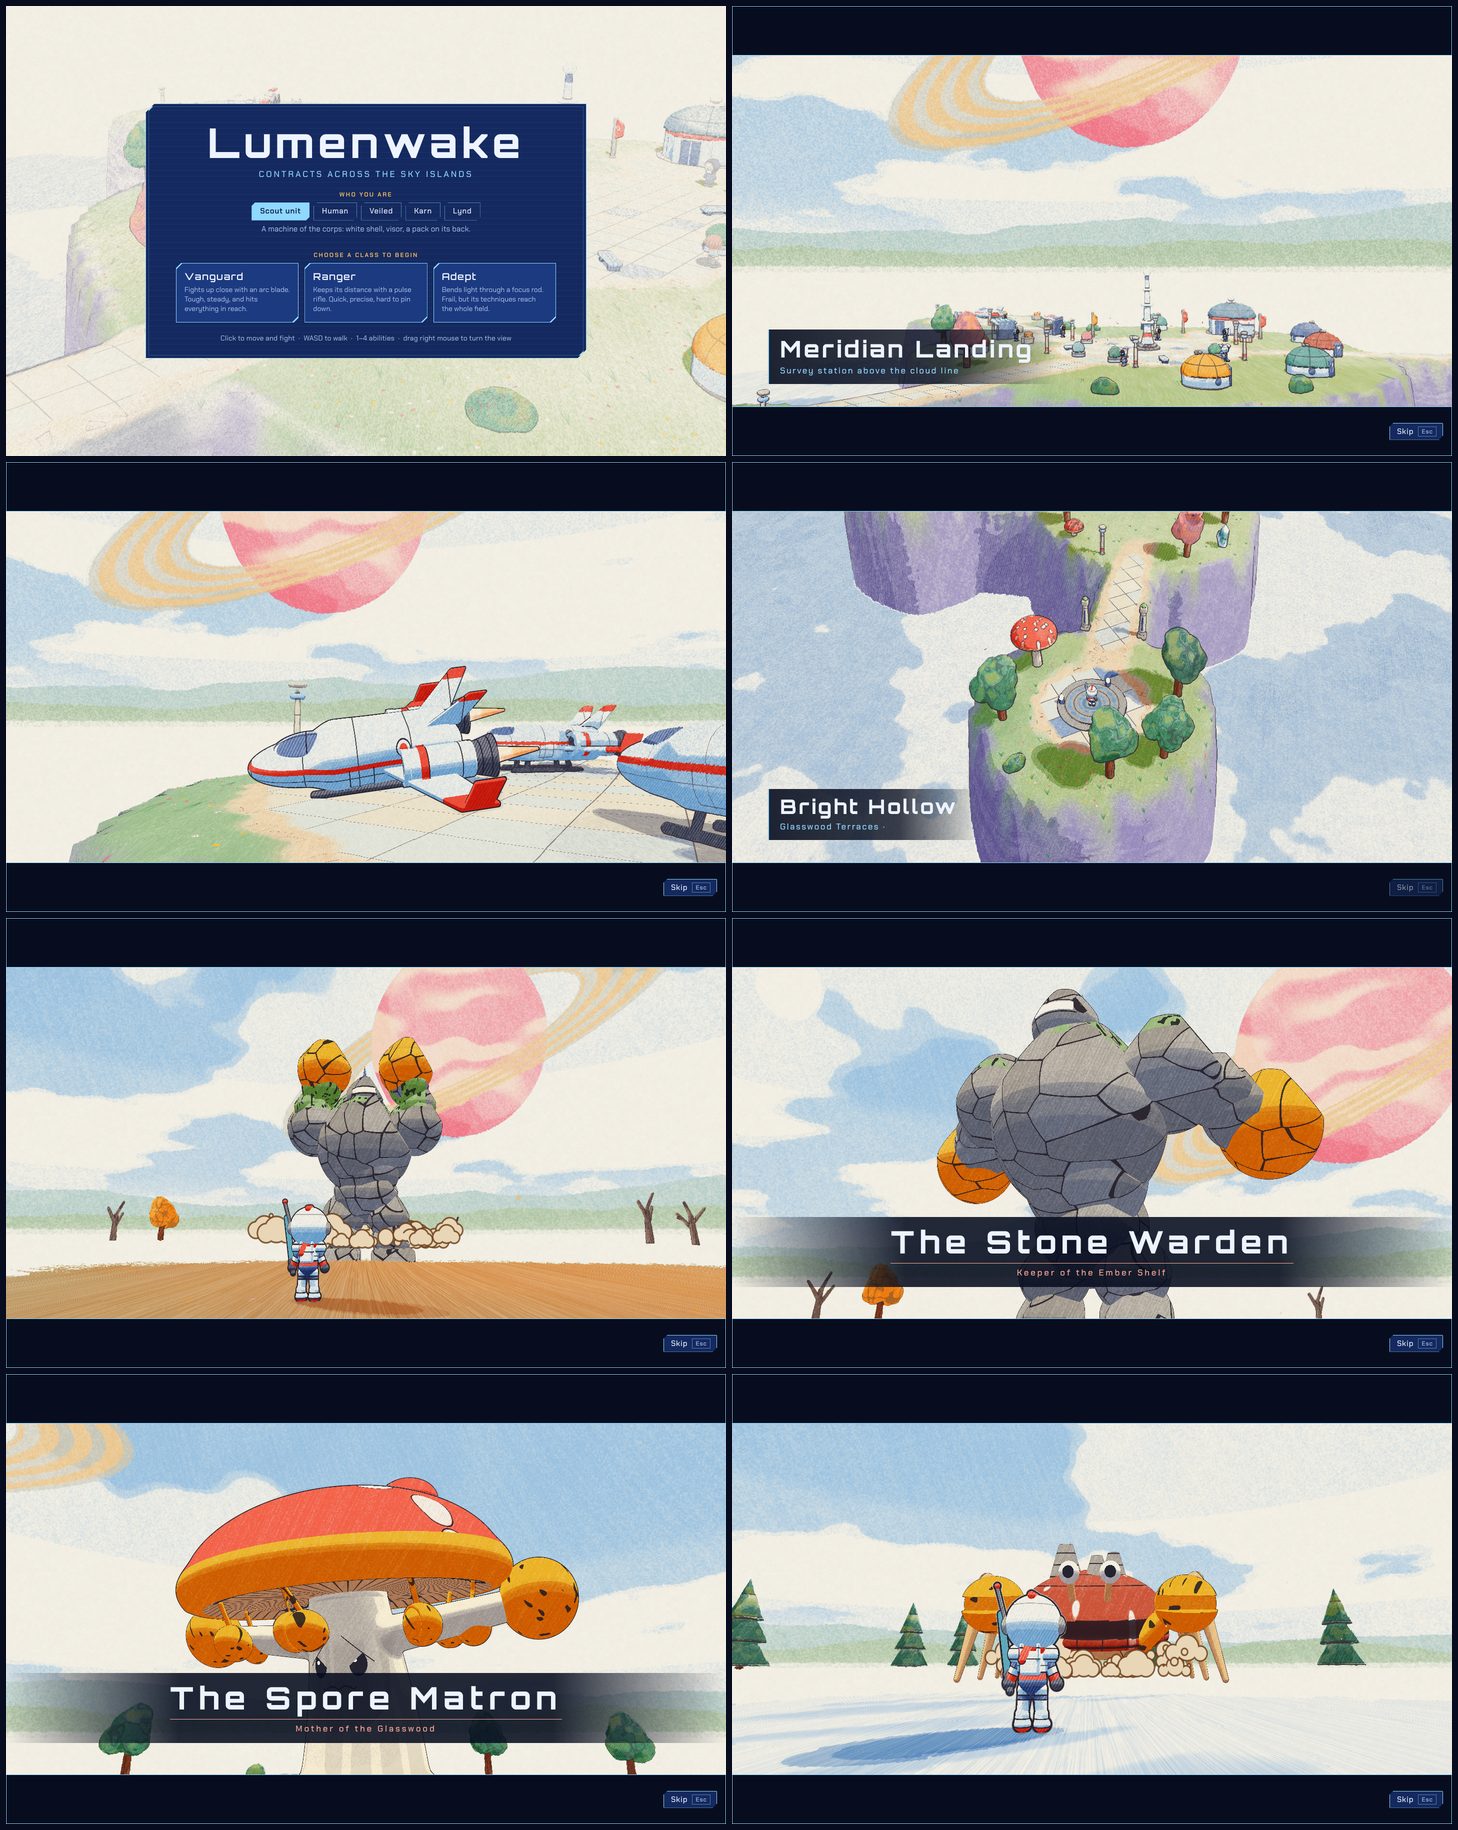 Lumenwake
CONTRACTS ACROSS THE SKY ISLANDS
WHO YOU ARE
Scout unit
Human
Veiled
Karn
Lynd
A machine of the corps: white shell, visor, a pack on its back.
CHOOSE A CLASS TO BEGIN
Vanguard
Fights up close with an arc blade.
Tough, steady, and hits
everything in reach.
Ranger
Keeps its distance with a pulse
rifle. Quick, precise, hard to pin
down.
Adept
Bends light through a focus rod.
Frail, but its techniques reach
the whole field.
Click to move and fight · WASD to walk · 1–4 abilities · drag right mouse to turn the view
Meridian Landing
Survey station above the cloud line
Skip Esc
Skip Esc
Bright Hollow
Glasswood Terraces ·
Skip Esc
Skip Esc
The Stone Warden
Keeper of the Ember Shelf
Skip Esc
The Spore Matron
Mother of the Glasswood
Skip Esc
Skip Esc